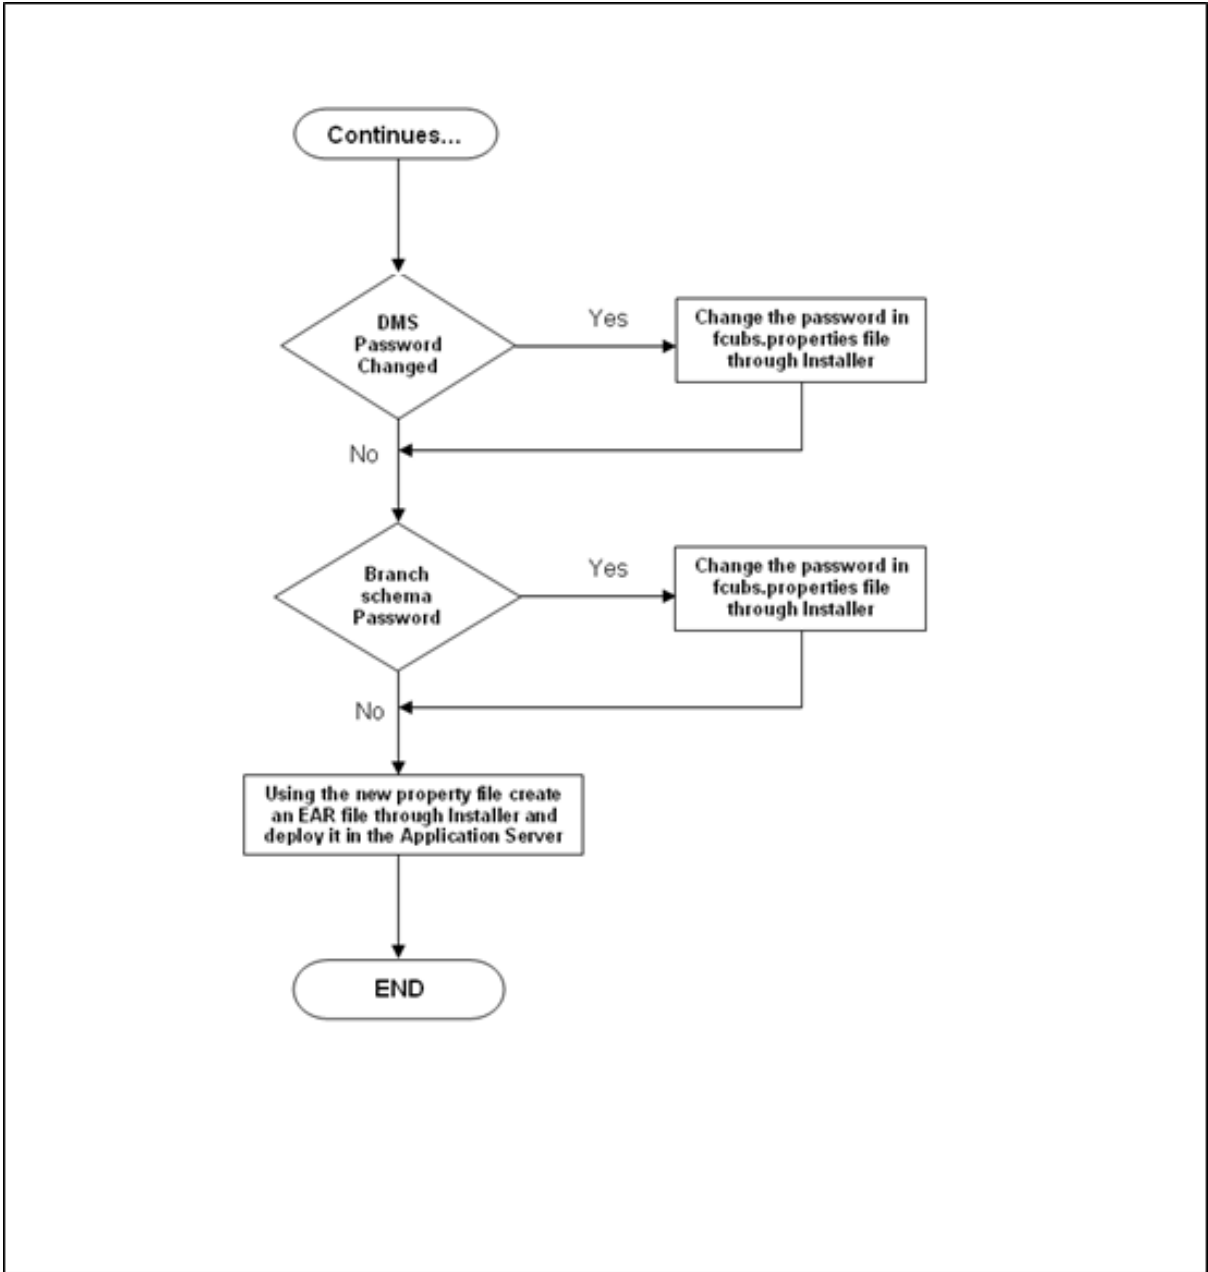 Continues...
DMS
Password
Changed
Yes
Change the password in
fcubs.properties file
through Installer
No
Branch
schema
Password
Yes
Change the password in
fcubs.properties file
through Installer
No
Using the new property file create
an EAR file through Installer and
deploy it in the Application Server
END